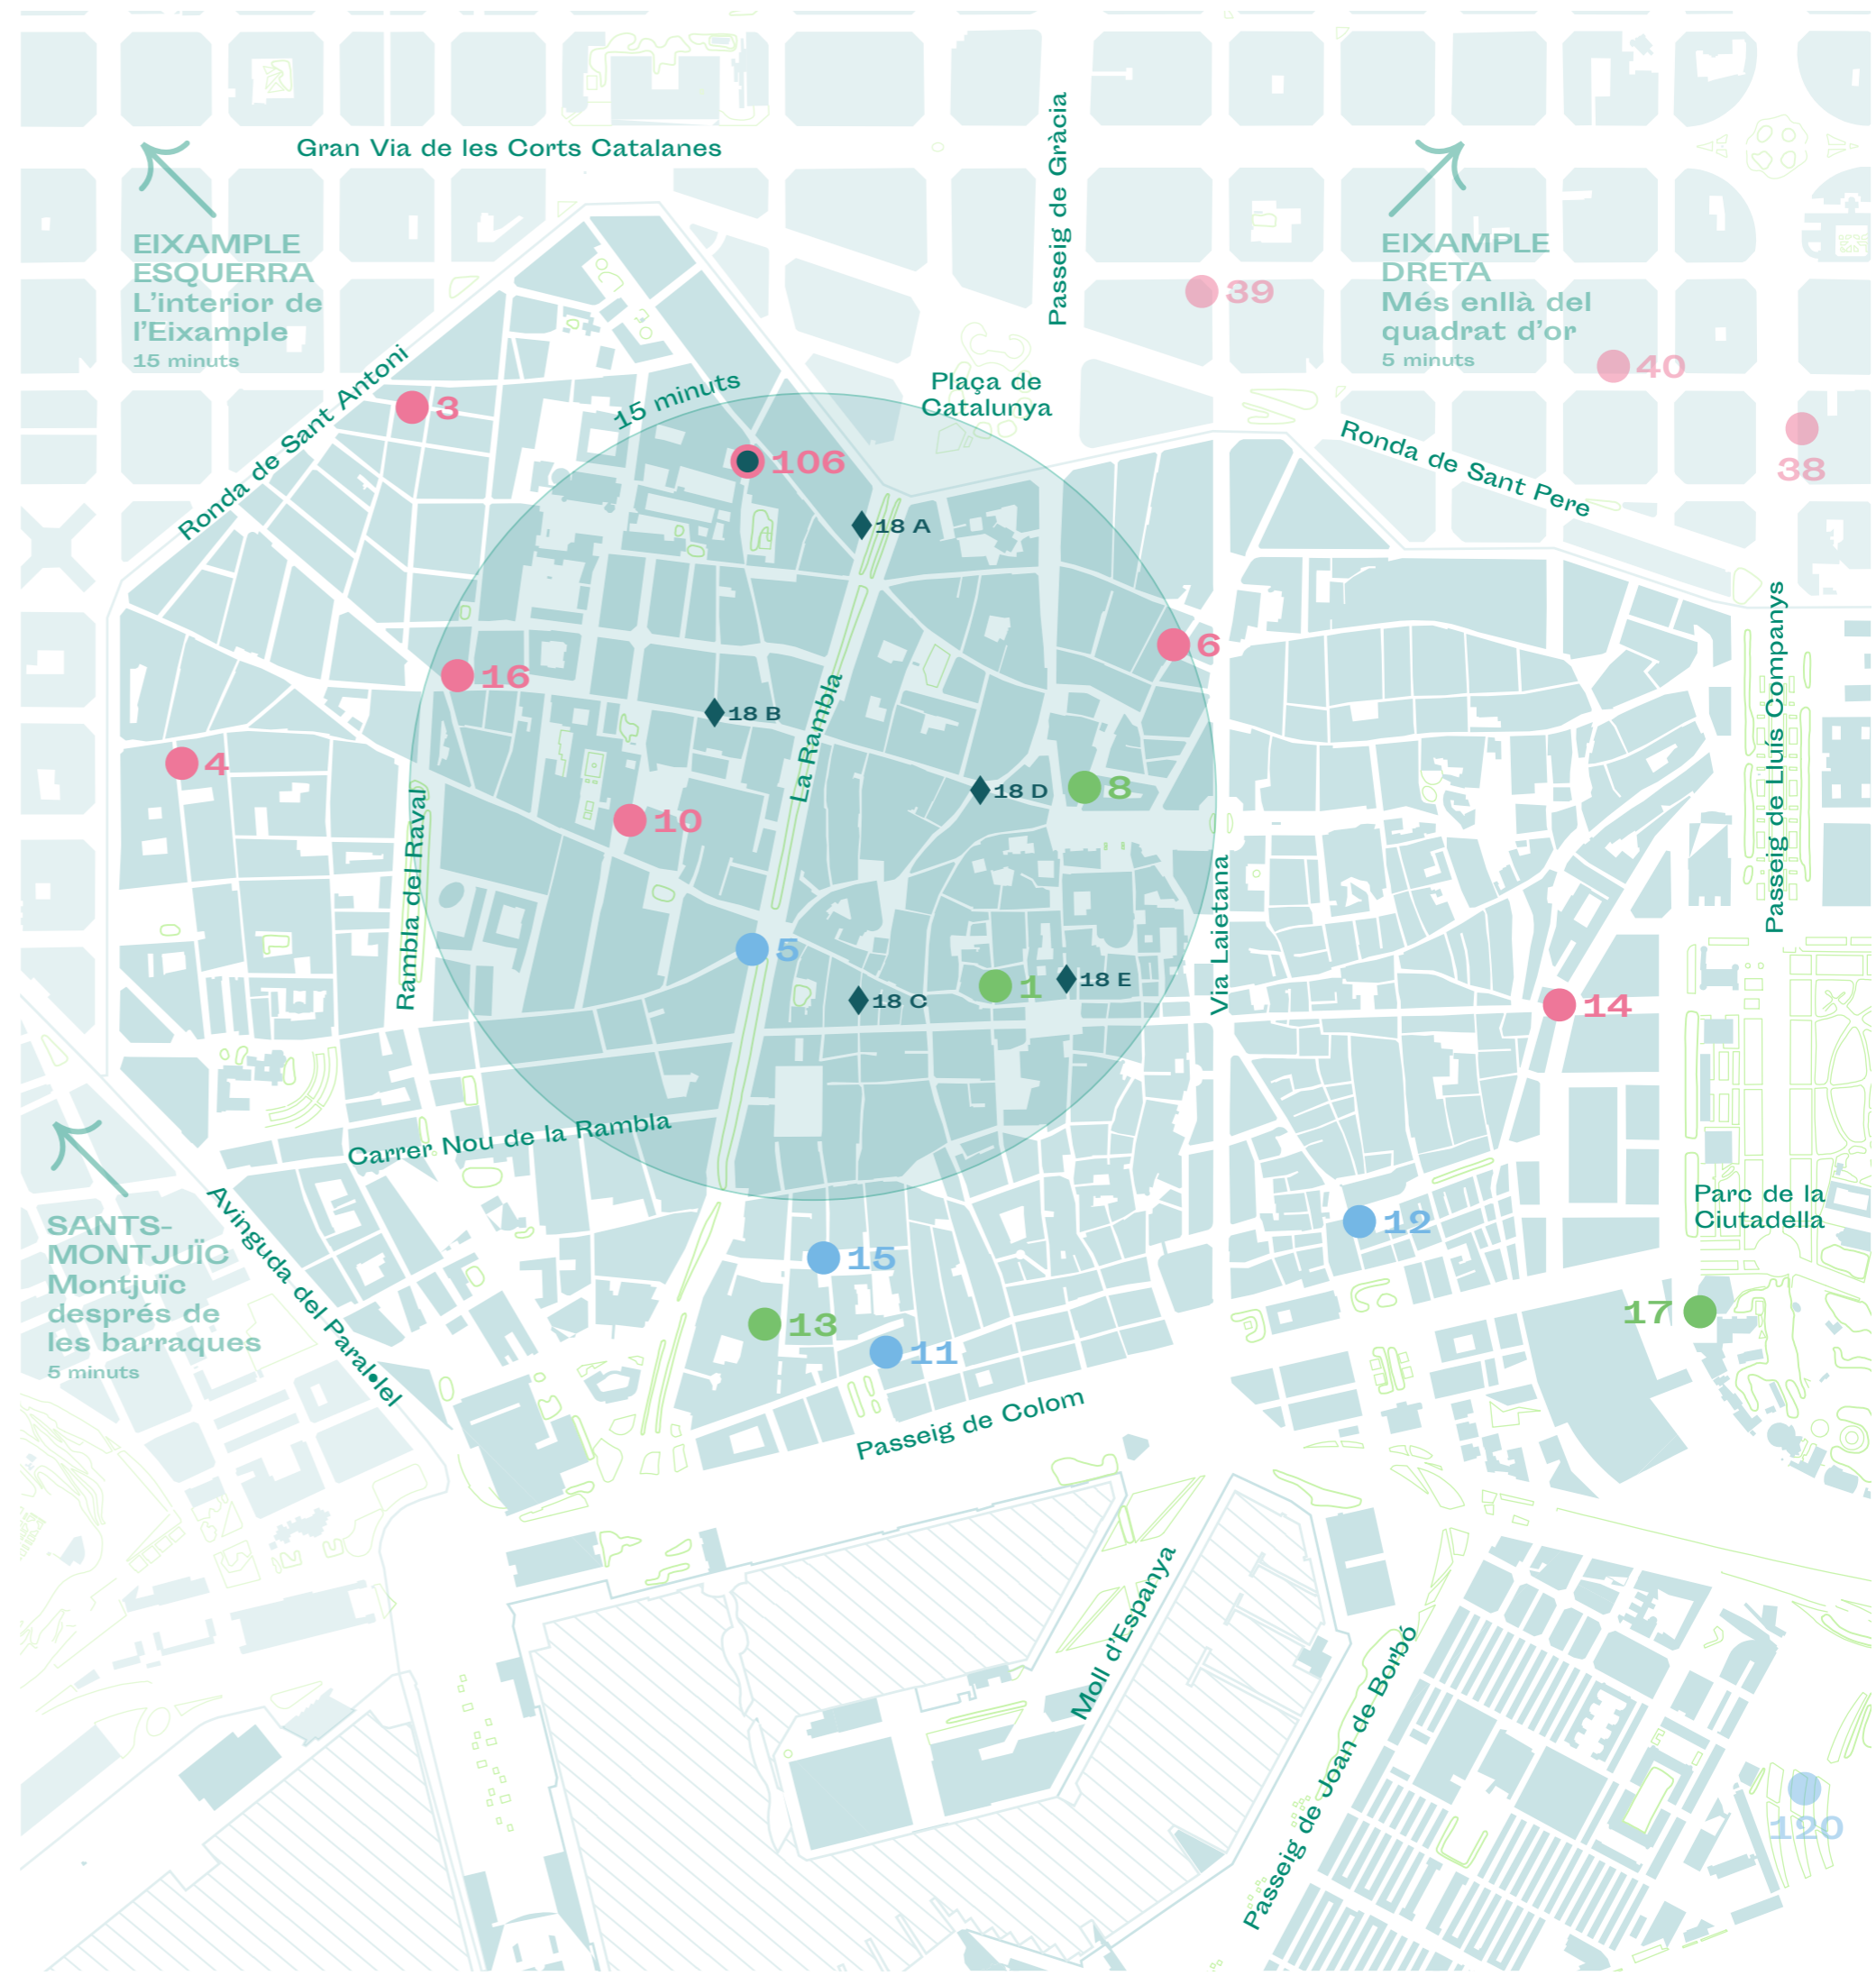 Gran Via de les Corts Catalanes
Passeig de Gràcia
EIXAMPLE
ESQUERRA
L'interior de
l'Eixample
15 minuts
EIXAMPLE
DRETA
Més enllà del
quadrat d'or
5 minuts
39
40
38
Ronda de Sant Antoni
3
15 minuts
Plaça de
Catalunya
Ronda de Sant Pere
106
18 A
Passeig de Lluís Companys
6
16
La Rambla
18 B
4
18 D
8
10
Rambla del Raval
Via Laietana
5
1
18 E
18 C
14
Carrer Nou de la Rambla
Parc de la
Ciutadella
SANTS-
MONTJUÏC
Montjuïc
després de
les barraques
5 minuts
Avinguda del Paral•lel
12
15
13
11
17
Passeig de Colom
Moll d'Espanya
Passeig de Joan de Borbó
120